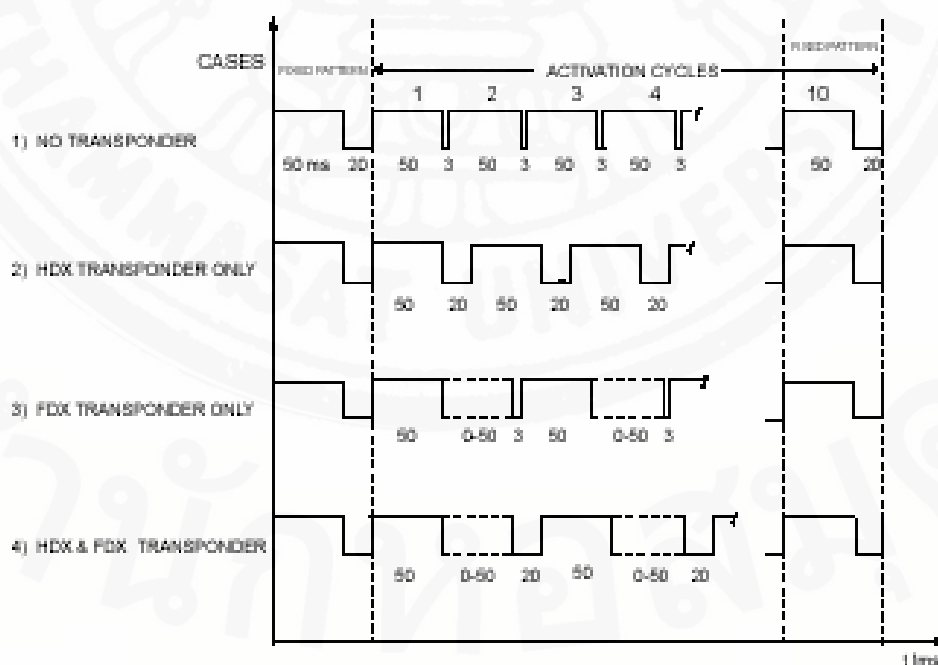 FIXED PATTERN
CASES
FIXED PATTERN
ACTIVATION CYCLES
1 2 3 4 10
1) NO TRANSPONDER
50 ms 20 50 3 50 3 50 3 50 3 50 20
2) HDX TRANSPONDER ONLY
50 20 50 20 50 20
3) FDX TRANSPONDER ONLY
50 0-50 3 50 0-50 3
4) HDX & FDX TRANSPONDER
50 0-50 20 50 0-50 20
THAMMASAT UNIVERS